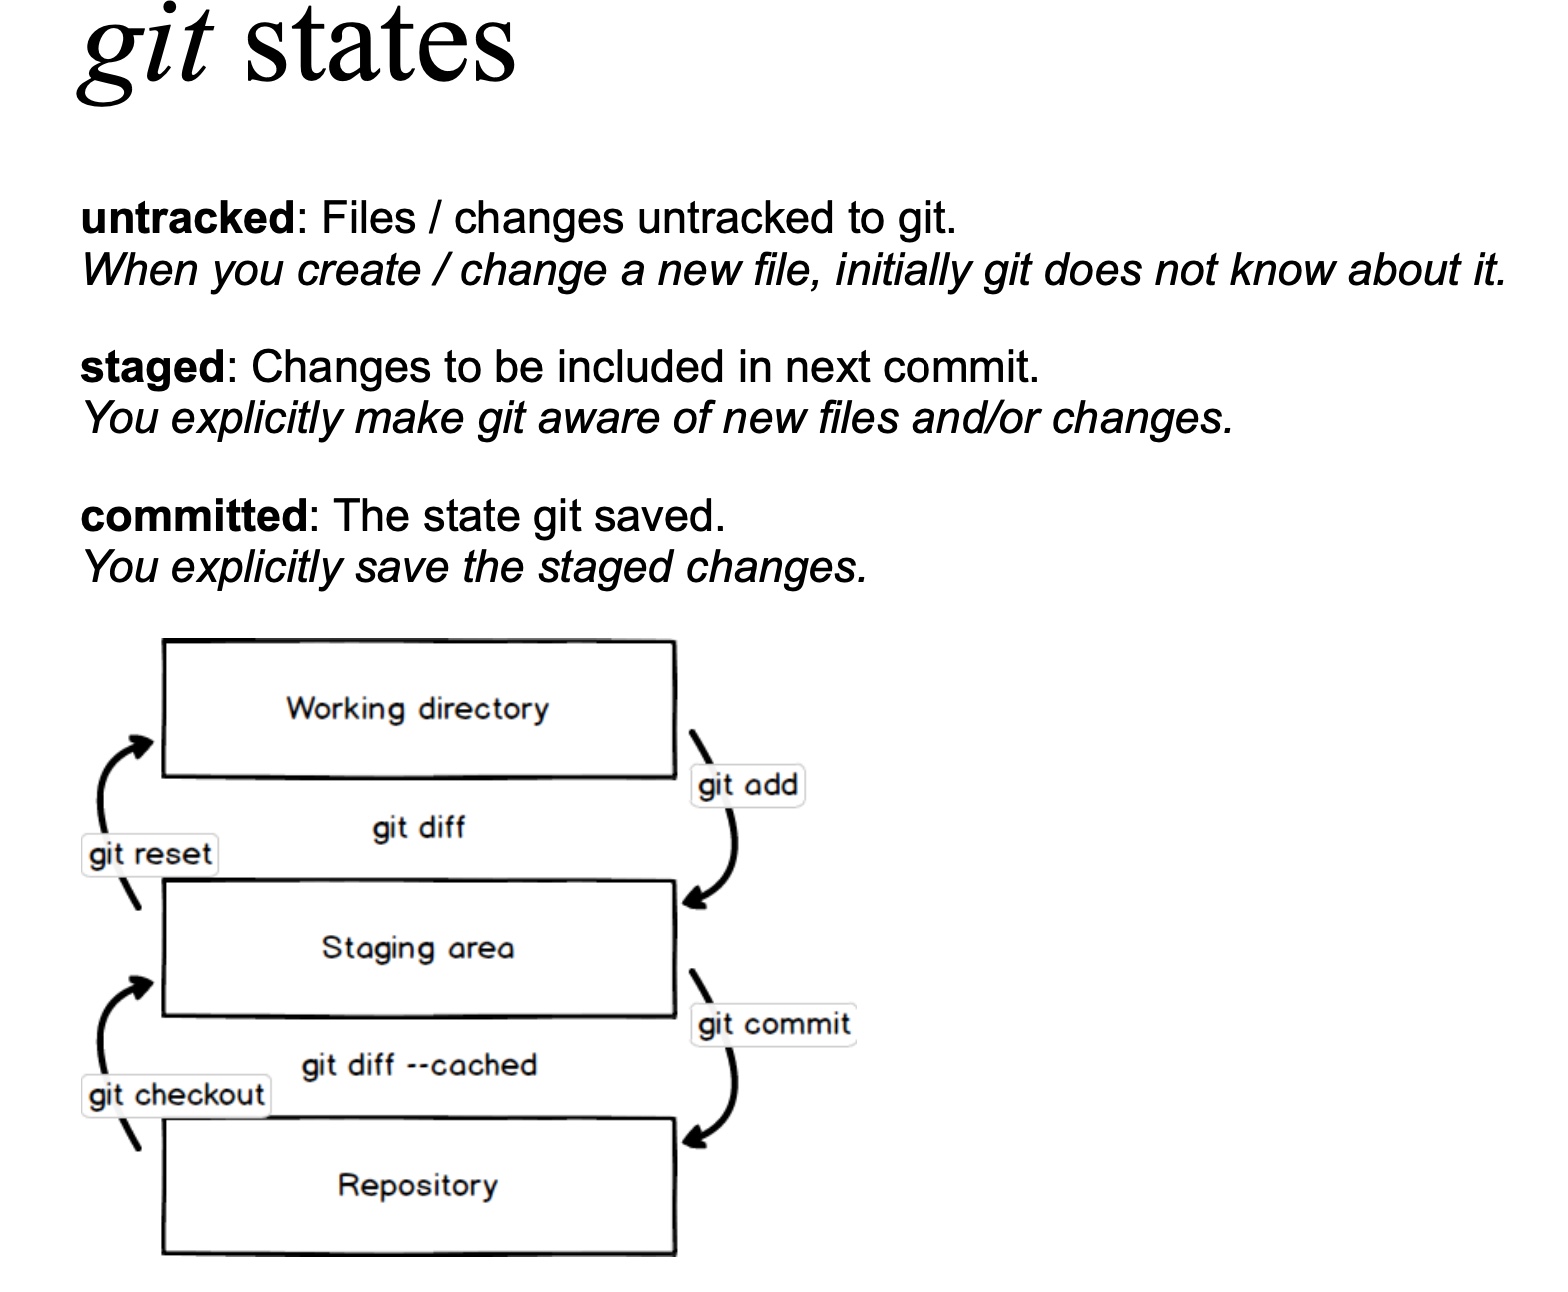 git states
untracked: Files / changes untracked to git.
When you create / change a new file, initially git does not know about it.
staged: Changes to be included in next commit.
You explicitly make git aware of new files and/or changes.
committed: The state git saved.
You explicitly save the staged changes.
Working directory
git add
git diff
git reset
Staging area
git commit
git diff --cached
git checkout
Repository